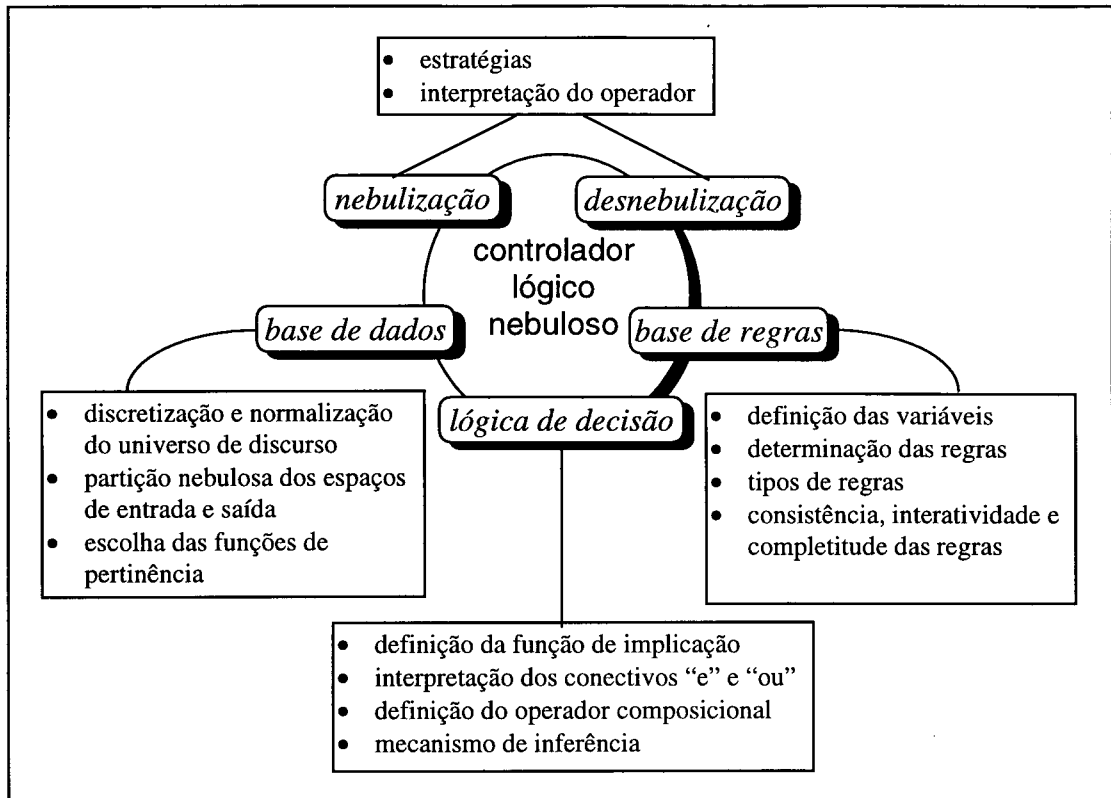 • estratégias
• interpretação do operador
nebulização
desnebulização
controlador
lógico
nebuloso
base de dados
base de regras
lógica de decisão
• discretização e normalização
do universo de discurso
• partição nebulosa dos espaços
de entrada e saída
• escolha das funções de
pertinência
• definição das variáveis
• determinação das regras
• tipos de regras
• consistência, interatividade e
completitude das regras
• definição da função de implicação
• interpretação dos conectivos “e” e “ou”
• definição do operador composicional
• mecanismo de inferência